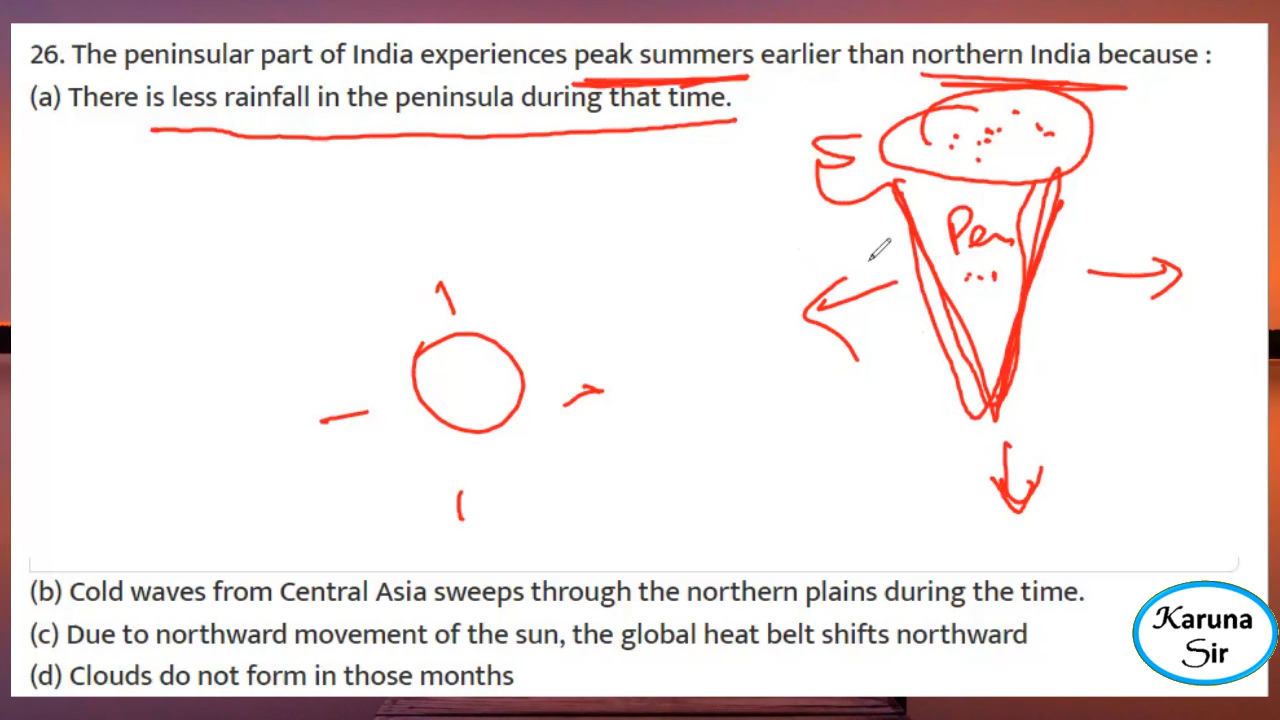 26. The peninsular part of India experiences peak summers earlier than northern India because :
(a) There is less rainfall in the peninsula during that time.
Pen
...
(b) Cold waves from Central Asia sweeps through the northern plains during the time.
(c) Due to northward movement of the sun, the global heat belt shifts northward
(d) Clouds do not form in those months
Karuna
Sir